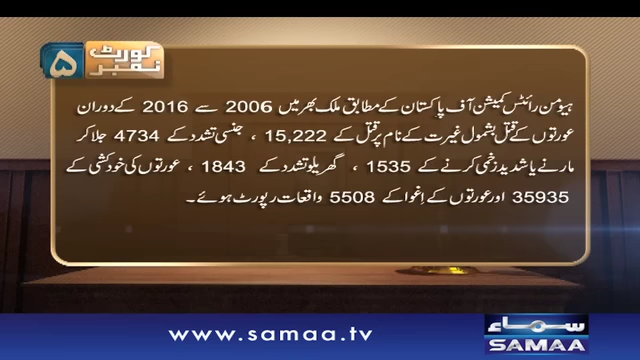 کورٹ
نمبر ۵
ہیومن رائٹس کمیشن آف پاکستان کے مطابق ملک بھر میں 2006 سے 2016 کے دوران
عورتوں کے قتل بشمول غیرت کے نام پر قتل کے 15,222 ، جنسی تشدد کے 4734 جلا کر
مارنے یا شدید زخمی کرنے کے 1535 ، گھریلو تشدد کے 1843 ، عورتوں کی خودکشی کے
35935 اور عورتوں کے اِغوا کے 5508 واقعات رپورٹ ہوئے۔
www.samaa.tv
سماء
SAMAA